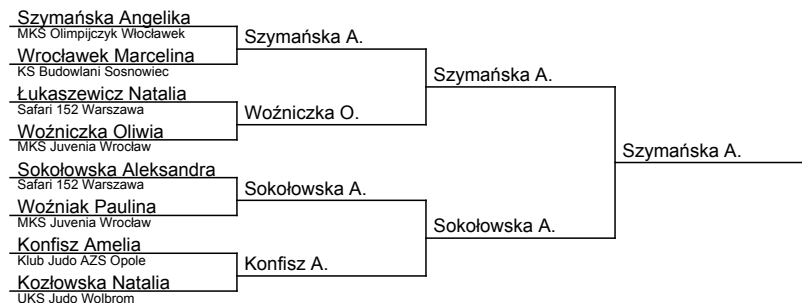 Szymańska Angelika
MKS Olimpijczyk Włocławek
Wrocławek Marcelina
KS Budowlani Sosnowiec
Łukaszewicz Natalia
Safari 152 Warszawa
Woźniczka Oliwia
MKS Juvenia Wrocław
Sokołowska Aleksandra
Safari 152 Warszawa
Woźniak Paulina
MKS Juvenia Wrocław
Konfisz Amelia
Klub Judo AZS Opole
Kozłowska Natalia
UKS Judo Wolbrom
Szymańska A.
Woźniczka O.
Sokołowska A.
Konfisz A.
Szymańska A.
Sokołowska A.
Szymańska A.